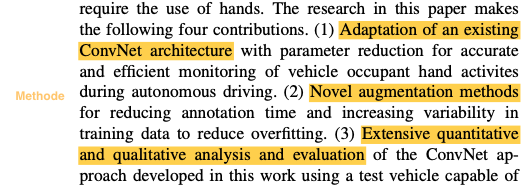 require the use of hands. The research in this paper makes
the following four contributions. (1) Adaptation of an existing
ConvNet architecture with parameter reduction for accurate
and efficient monitoring of vehicle occupant hand activites
during autonomous driving. (2) Novel augmentation methods
Methode
for reducing annotation time and increasing variability in
training data to reduce overfitting. (3) Extensive quantitative
and qualitative analysis and evaluation of the ConvNet ap-
proach developed in this work using a test vehicle capable of